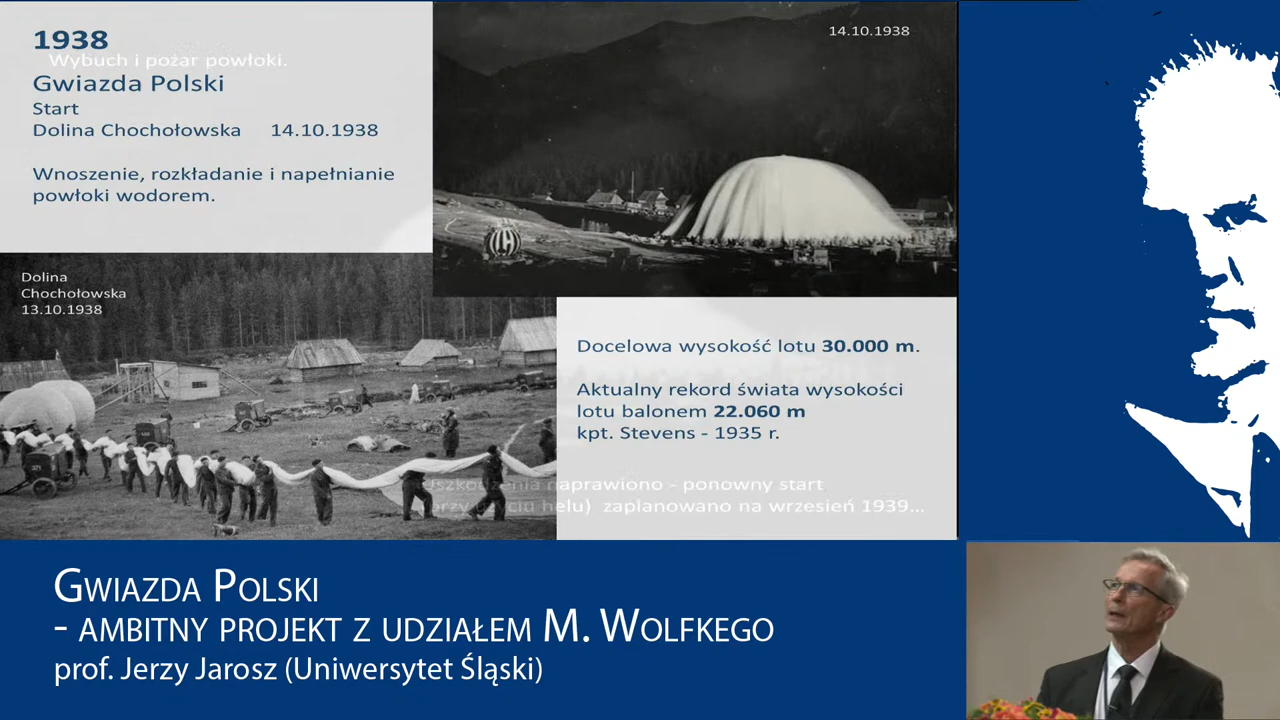 1938
Wybuch i pożar powłoki.
Gwiazda Polski
Start
Dolina Chochołowska 14.10.1938
Wnoszenie, rozkładanie i napełnianie
powłoki wodorem.
14.10.1938
Dolina
Chochołowska
13.10.1938
Docelowa wysokość lotu 30.000 m.
Aktualny rekord świata wysokości
lotu balonem 22.060 m
kpt. Stevens - 1935 r.
Uszkodzenia naprawiono - ponowny start
przy użyciu helu) zaplanowano na wrzesień 1939...
Gwiazda Polski
- ambitny projekt z udziałem M. Wolfkego
prof. Jerzy Jarosz (Uniwersytet Śląski)